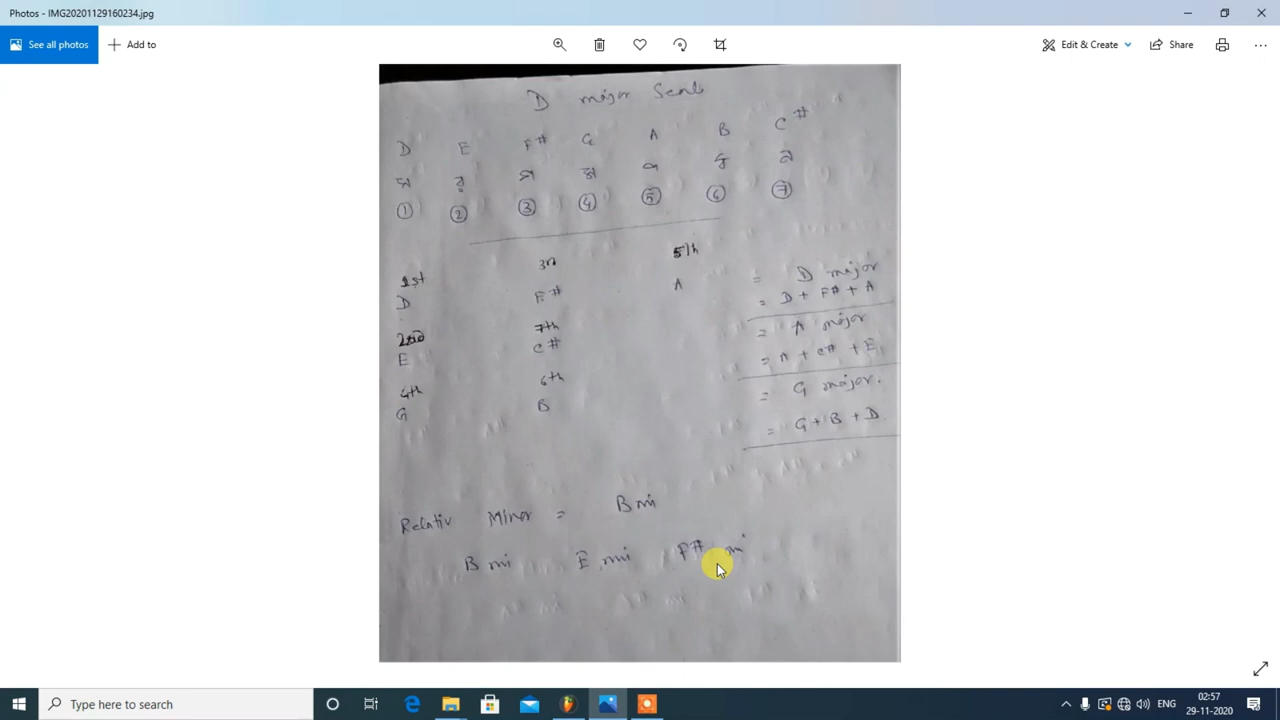 Photos - IMG20201129160234.jpg
See all photos
Add to
Edit & Create
Share
D major Scale
D E F# G A B C#
স র গ ম প ধ ন
① ② ③ ④ ⑤ ⑥ ⑦
1st 3rd 5th
D F# A = D major
= D + F# + A
2nd 7th
E C# = A major
= A + C# + E
4th 6th
G B = G major.
= G + B + D
Relativ Minor = B mi
B mi E mi F# mi
Type here to search
ENG
02:57
29-11-2020